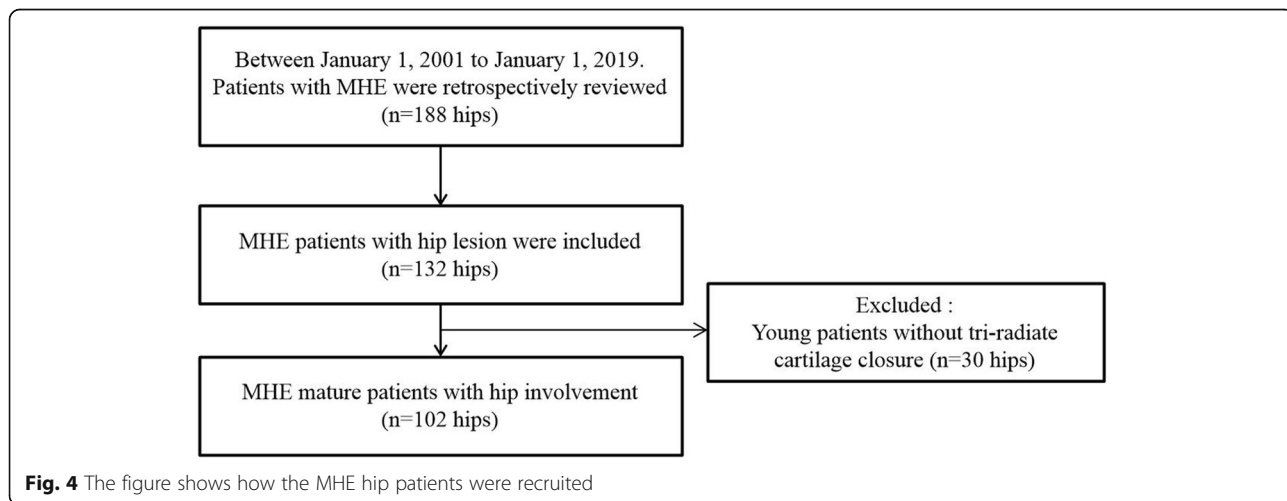 Between January 1, 2001 to January 1, 2019.
Patients with MHE were retrospectively reviewed
(n=188 hips)
MHE patients with hip lesion were included
(n=132 hips)
Excluded :
Young patients without tri-radiate
cartilage closure (n=30 hips)
MHE mature patients with hip involvement
(n=102 hips)
Fig. 4 The figure shows how the MHE hip patients were recruited